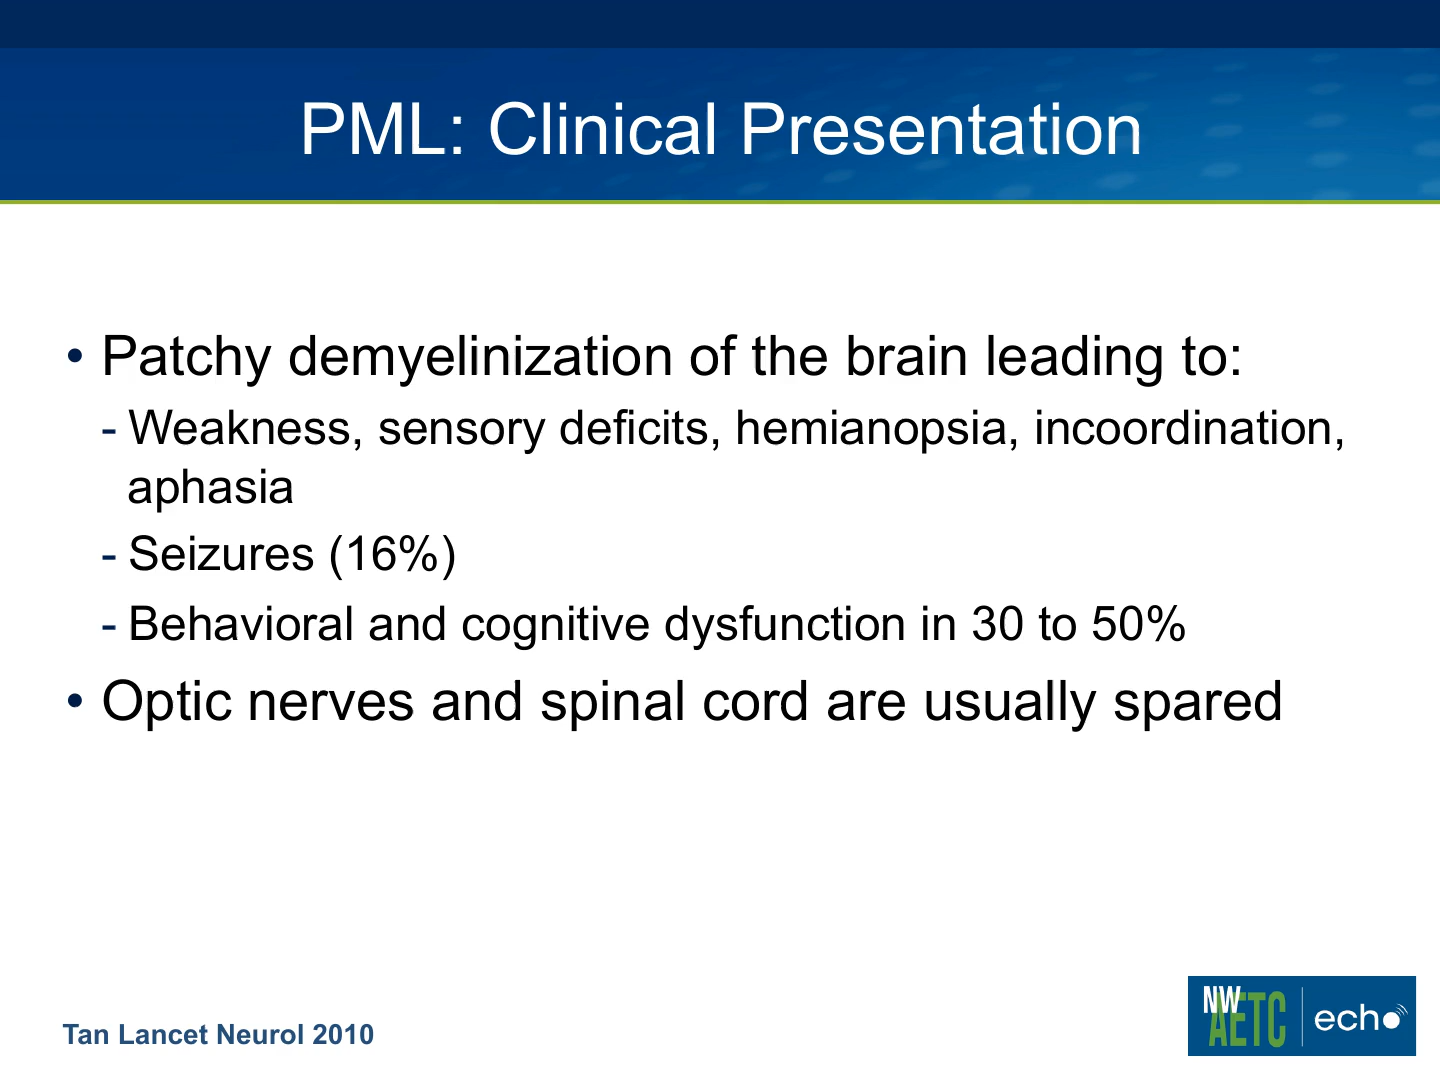 PML: Clinical Presentation
• Patchy demyelinization of the brain leading to:
- Weakness, sensory deficits, hemianopsia, incoordination,
aphasia
- Seizures (16%)
- Behavioral and cognitive dysfunction in 30 to 50%
• Optic nerves and spinal cord are usually spared
Tan Lancet Neurol 2010
NW
AETC
echo